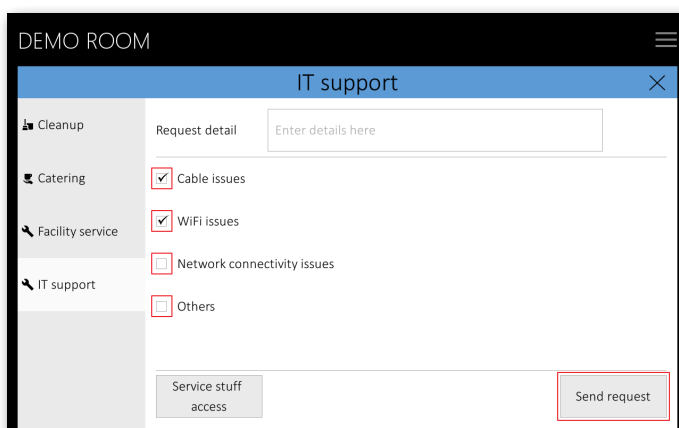 DEMO ROOM
IT support
Cleanup
Request detail
Enter details here
Catering
Cable issues
WiFi issues
Facility service
Network connectivity issues
IT support
Others
Service stuff
access
Send request